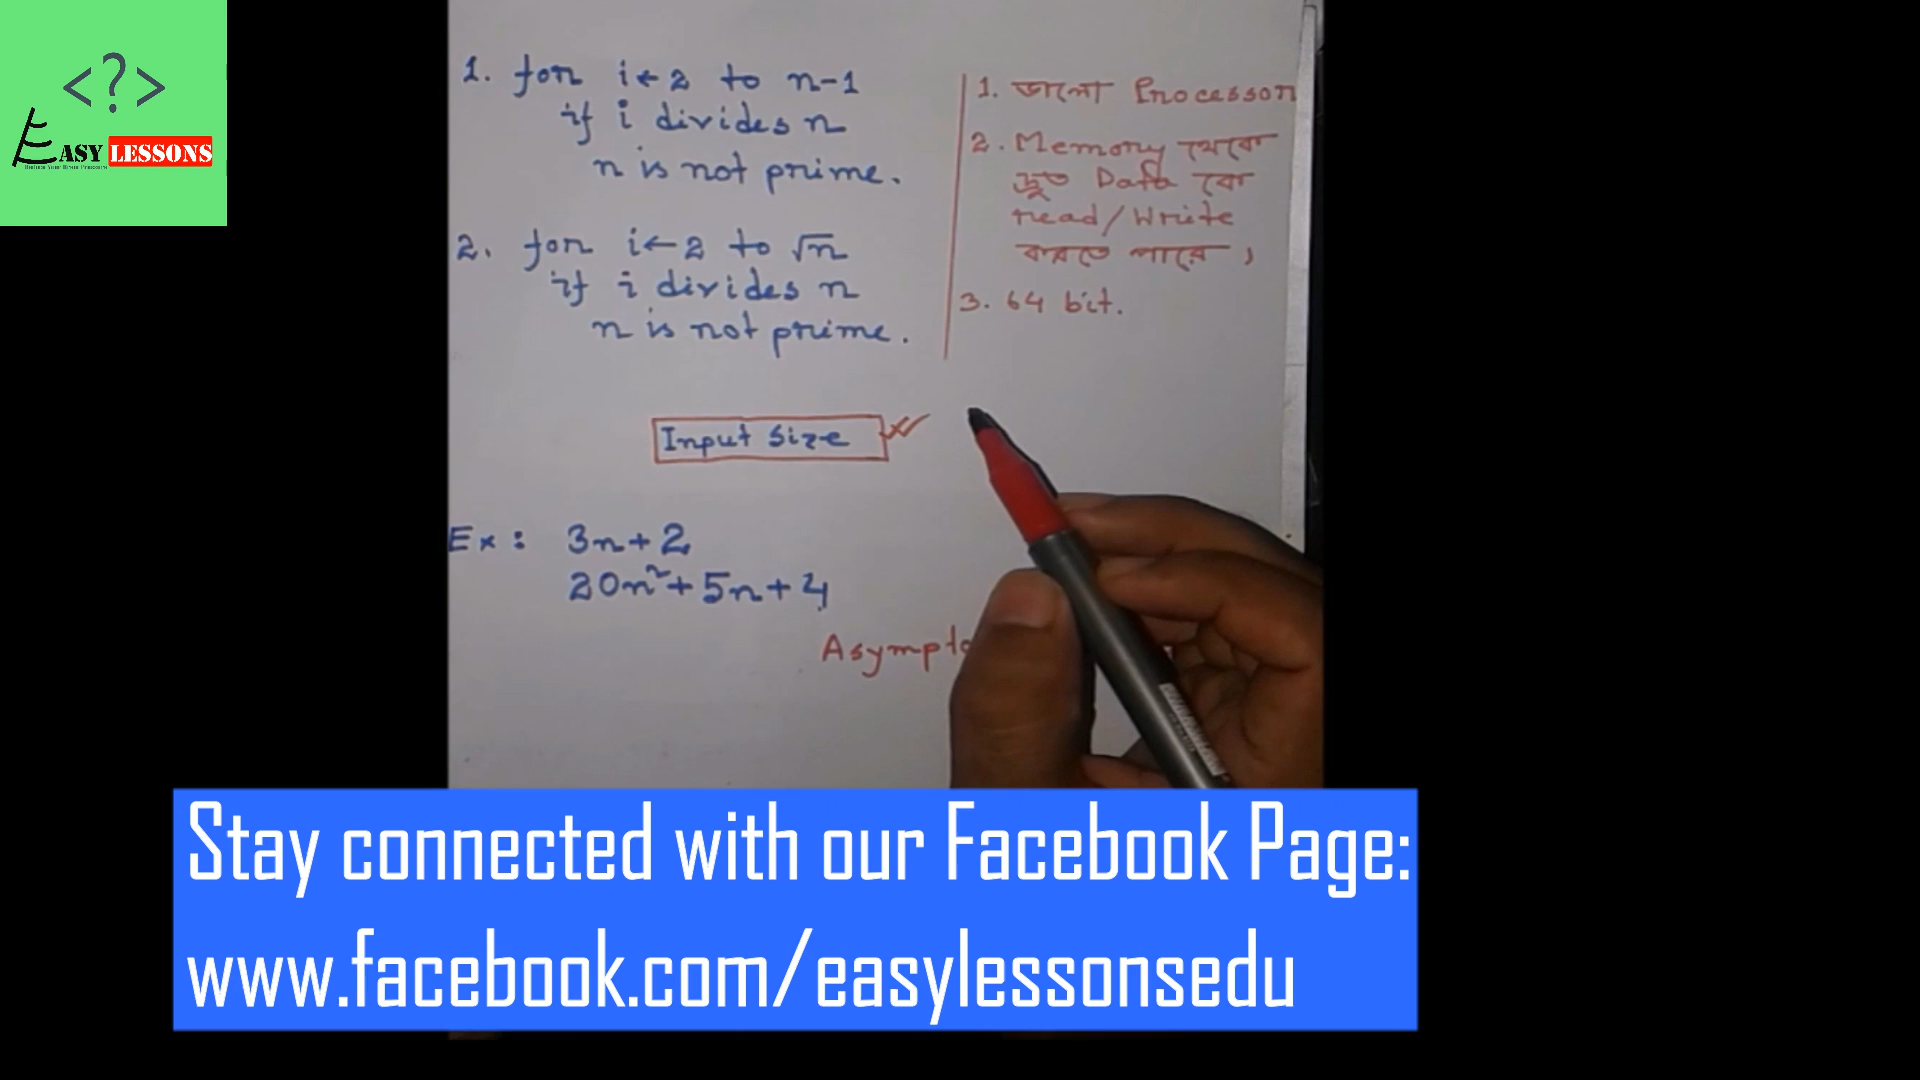 <?>
EASY LESSONS
1. for i←2 to n-1
if i divides n
n is not prime.
2. for i←2 to √n
if i divides n
n is not prime.
1. ভালো Processor
2. Memory থেকে
দ্রুত Data কে
read/write
করতে পারে ।
3. 64 bit.
Input Size
Ex: 3n+2
20n²+5n+4
Asympto
Stay connected with our Facebook Page:
www.facebook.com/easylessonsedu